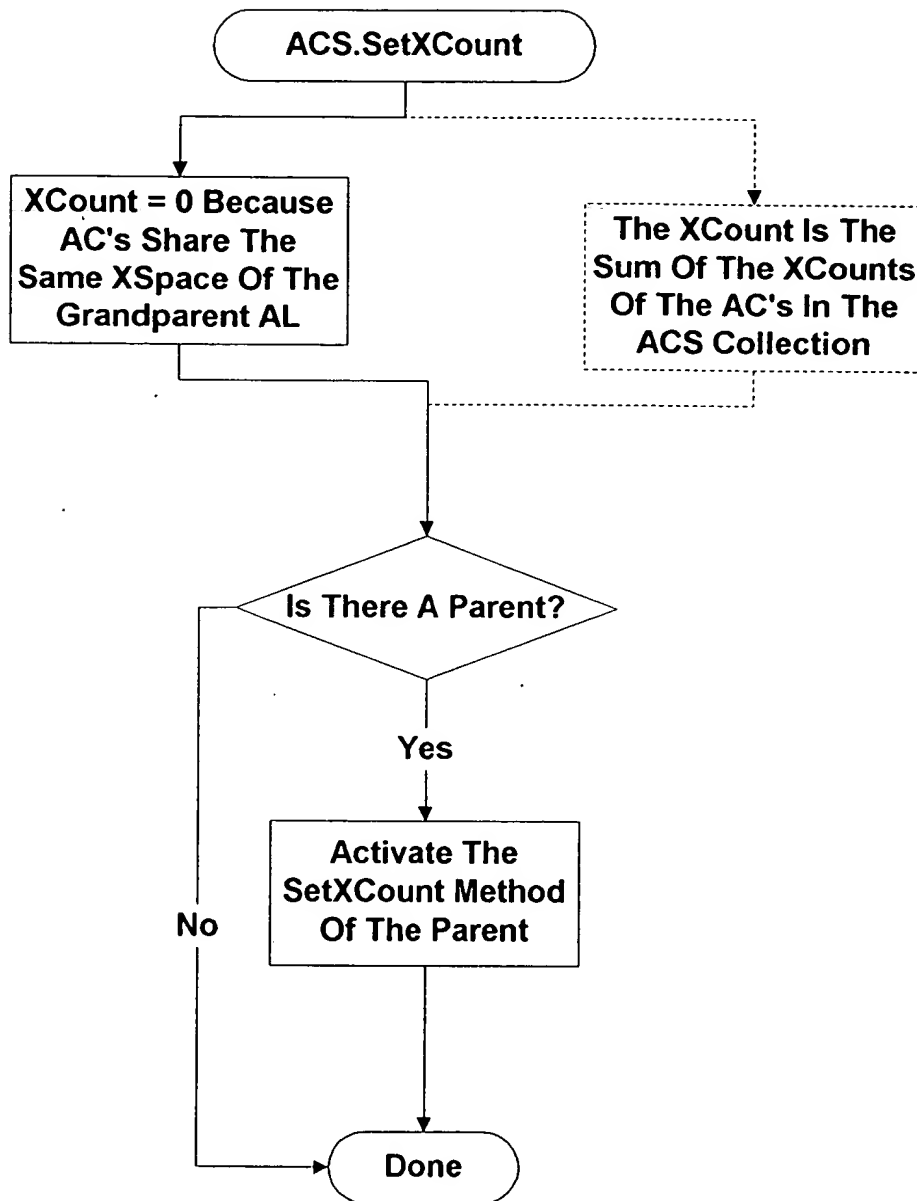 ACS.SetXCount
XCount = 0 Because
AC's Share The
Same XSpace Of The
Grandparent AL
The XCount Is The
Sum Of The XCounts
Of The AC's In The
ACS Collection
Is There A Parent?
Yes
Activate The
SetXCount Method
Of The Parent
No
Done